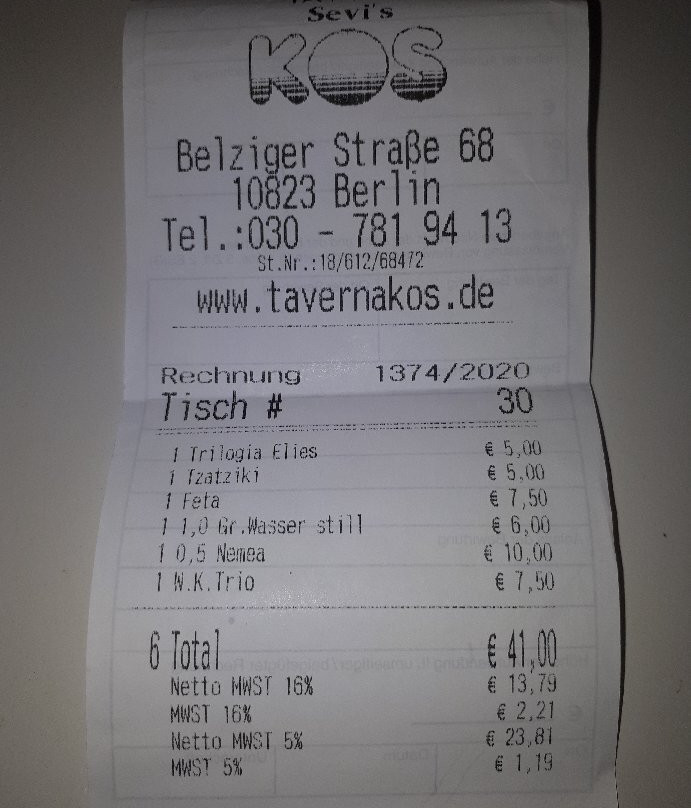 Sevi's
KOS
Belziger Straße 68
10823 Berlin
Tel.:030 - 781 94 13
St.Nr.:18/612/68472
www.tavernakos.de
Rechnung 1374/2020
Tisch # 30
1 Trilogia Elies € 5,00
1 Tzatziki € 5,00
1 Feta € 7,50
1 1,0 Gr.Wasser still € 6,00
1 0,5 Nemea € 10,00
1 W.K.Trio € 7,50
6 Total € 41,00
Netto MWST 16% € 13,79
MWST 16% € 2,21
Netto MWST 5% € 23,81
MWST 5% € 1,19